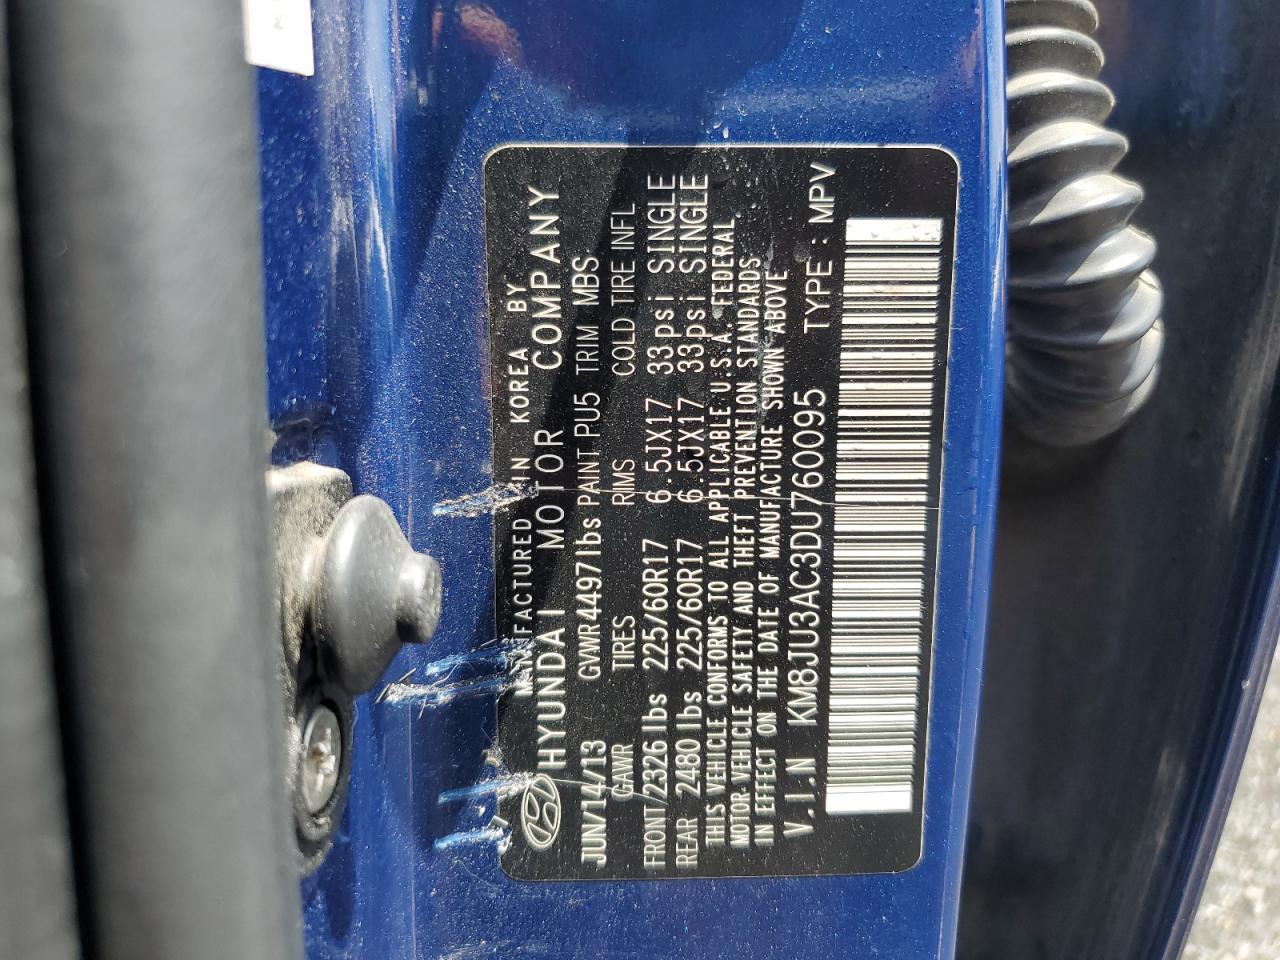 MANUFACTURED IN KOREA BY
HYUNDAI MOTOR COMPANY
JUN/14/13 GVWR 4497lbs PAINT PU5 TRIM MBS
GAWR TIRES RIMS COLD TIRE INFL
FRONT 2326 lbs 225/60R17 6.5JX17 33psi SINGLE
REAR 2480 lbs 225/60R17 6.5JX17 33psi SINGLE
THIS VEHICLE CONFORMS TO ALL APPLICABLE U.S.A. FEDERAL
MOTOR VEHICLE SAFETY AND THEFT PREVENTION STANDARDS
IN EFFECT ON THE DATE OF MANUFACTURE SHOWN ABOVE
V.I.N KM8JU3AC3DU760095 TYPE : MPV